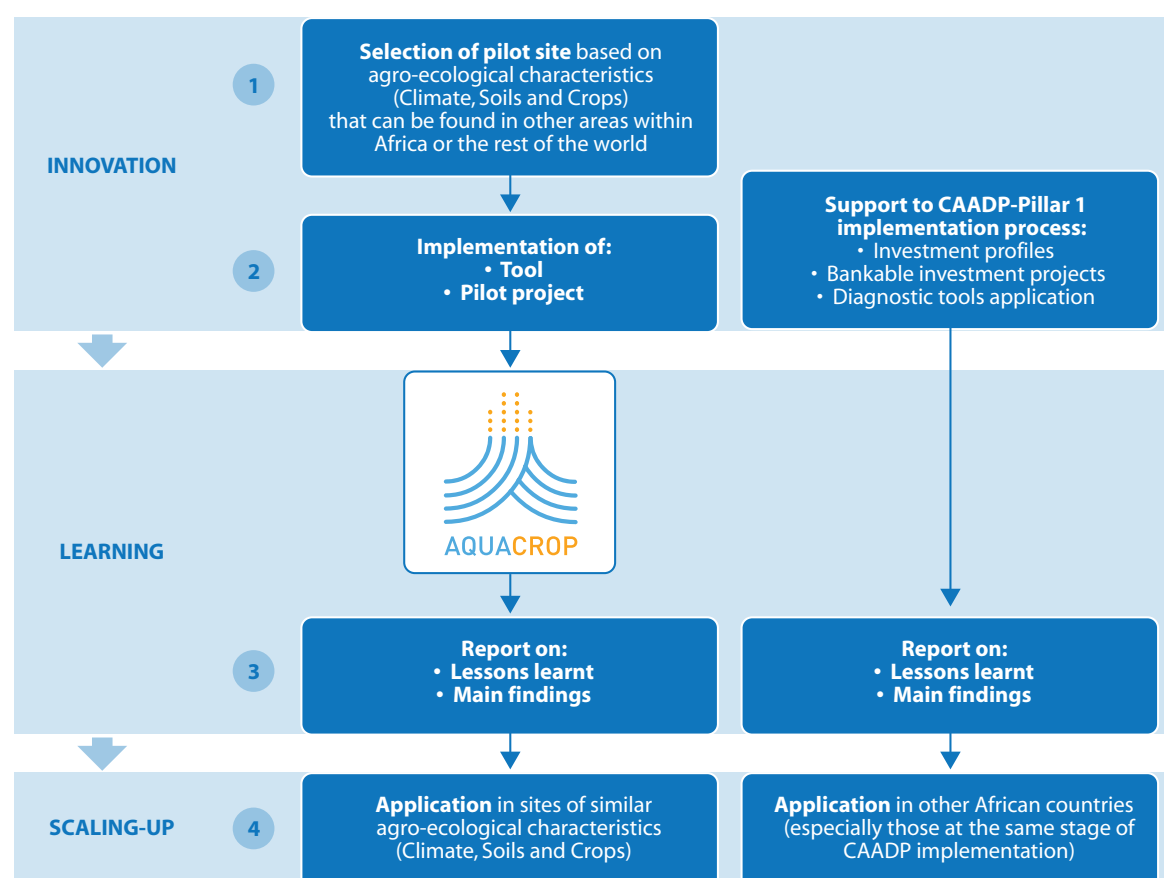 1
Selection of pilot site based on
agro-ecological characteristics
(Climate, Soils and Crops)
that can be found in other areas within
Africa or the rest of the world
INNOVATION
2
Implementation of:
• Tool
• Pilot project
Support to CAADP-Pillar 1
implementation process:
• Investment profiles
• Bankable investment projects
• Diagnostic tools application
LEARNING
AQUACROP
3
Report on:
• Lessons learnt
• Main findings
Report on:
• Lessons learnt
• Main findings
SCALING-UP
4
Application in sites of similar
agro-ecological characteristics
(Climate, Soils and Crops)
Application in other African countries
(especially those at the same stage of
CAADP implementation)